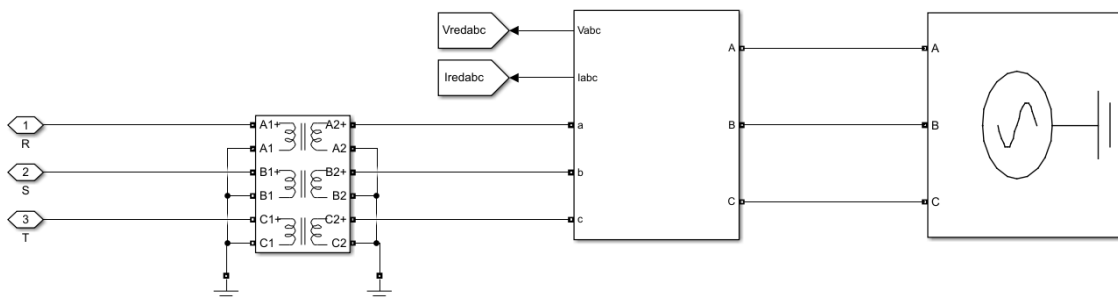 Vredabc
Vabc
Iredabc
Iabc
A
A
1
R
A1+
A2+
a
B
B
A1
A2
2
S
B1+
B2+
b
B1
B2
3
T
C1+
C2+
c
C
C
C1
C2